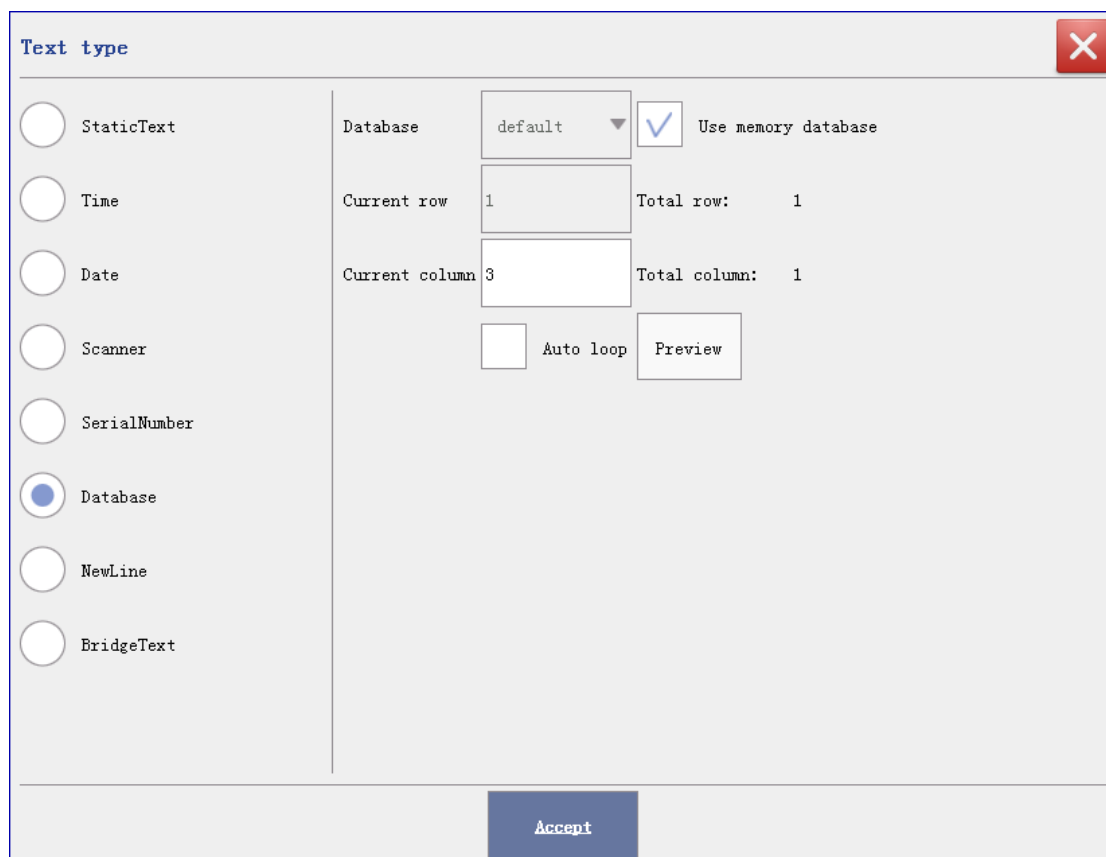 Text type
StaticText
Database default Use memory database
Time
Current row 1 Total row: 1
Date
Current column 3 Total column: 1
Scanner
Auto loop Preview
SerialNumber
Database
NewLine
BridgeText
Accept